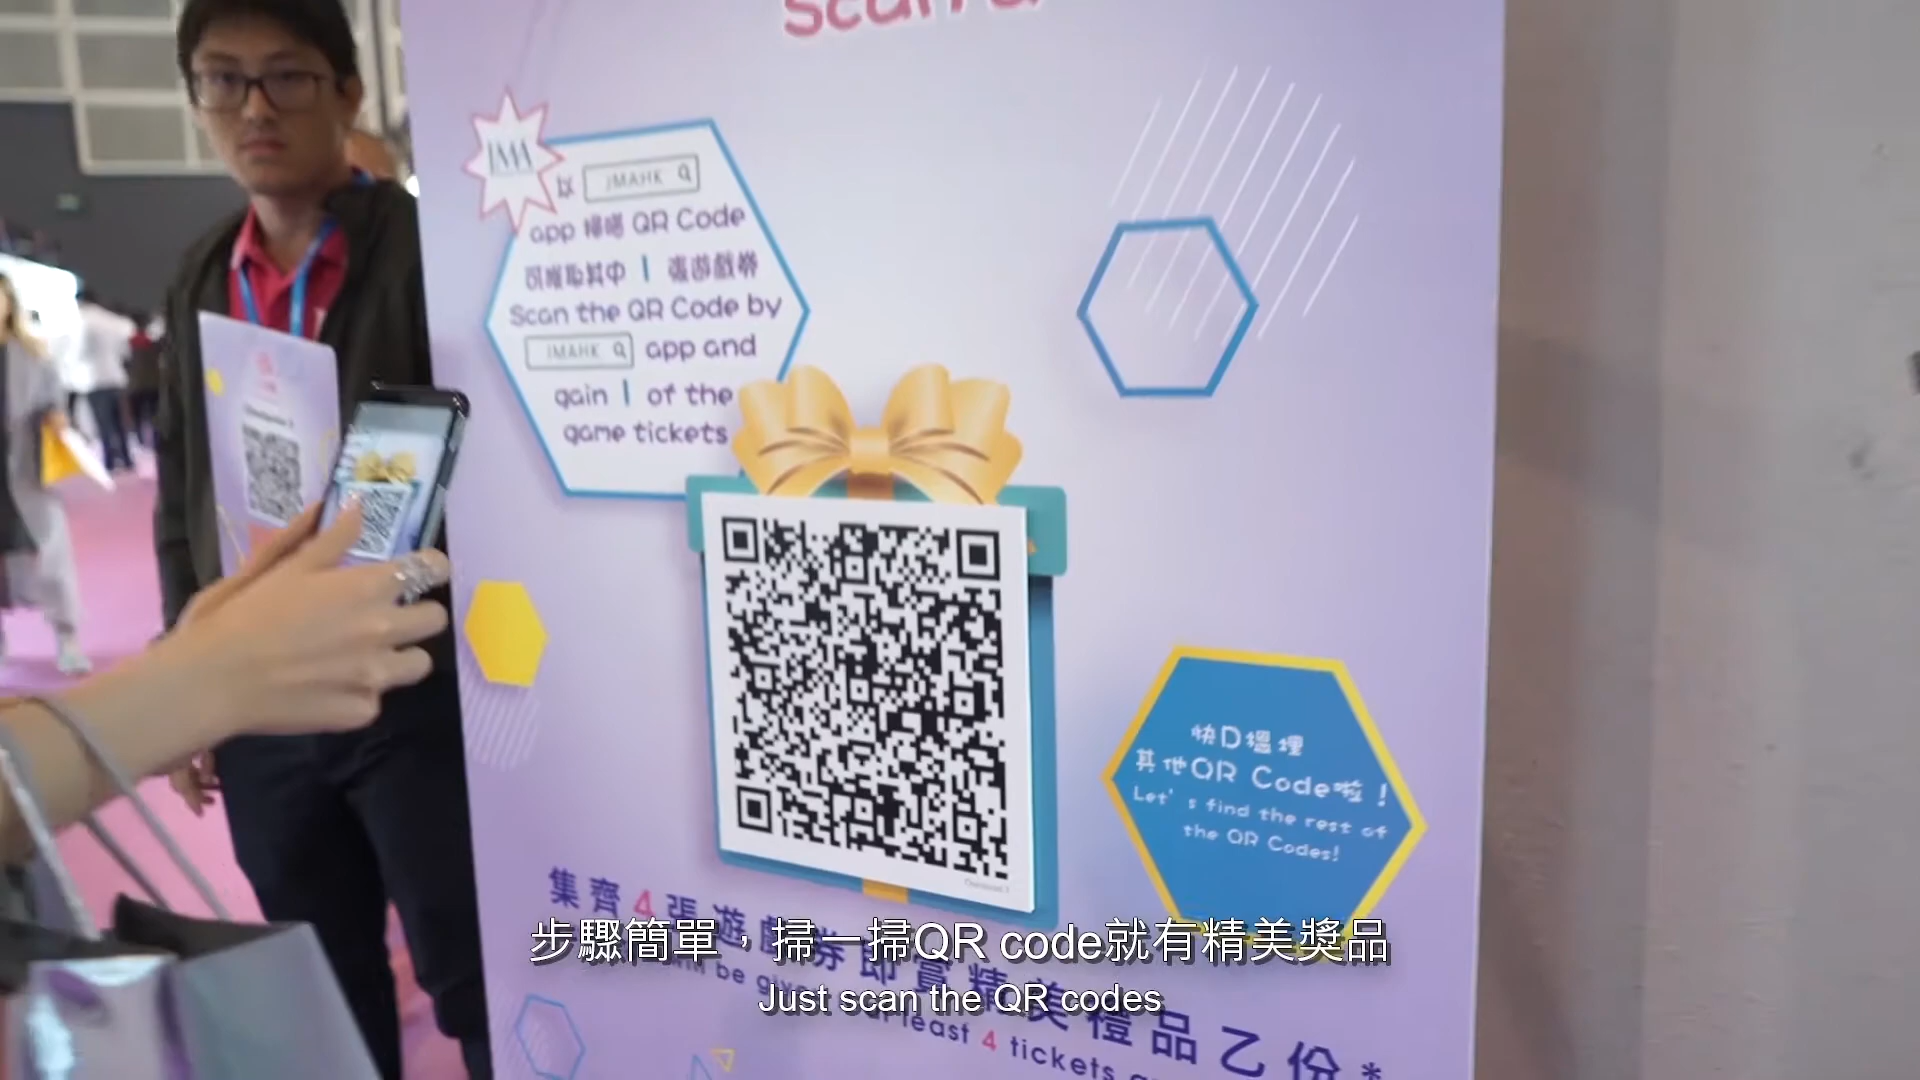 JMA
以 JMAHK
app 掃瞄 QR Code
可獲取其中 1 張遊戲券
Scan the QR Code by
JMAHK app and
gain 1 of the
game tickets
快D搵埋
其他QR Code啦！
Let's find the rest of
the QR Codes!
集齊4張遊戲券即賞精美禮品乙份*
be
least 4 tickets
步驟簡單，掃一掃QR code就有精美獎品
Just scan the QR codes